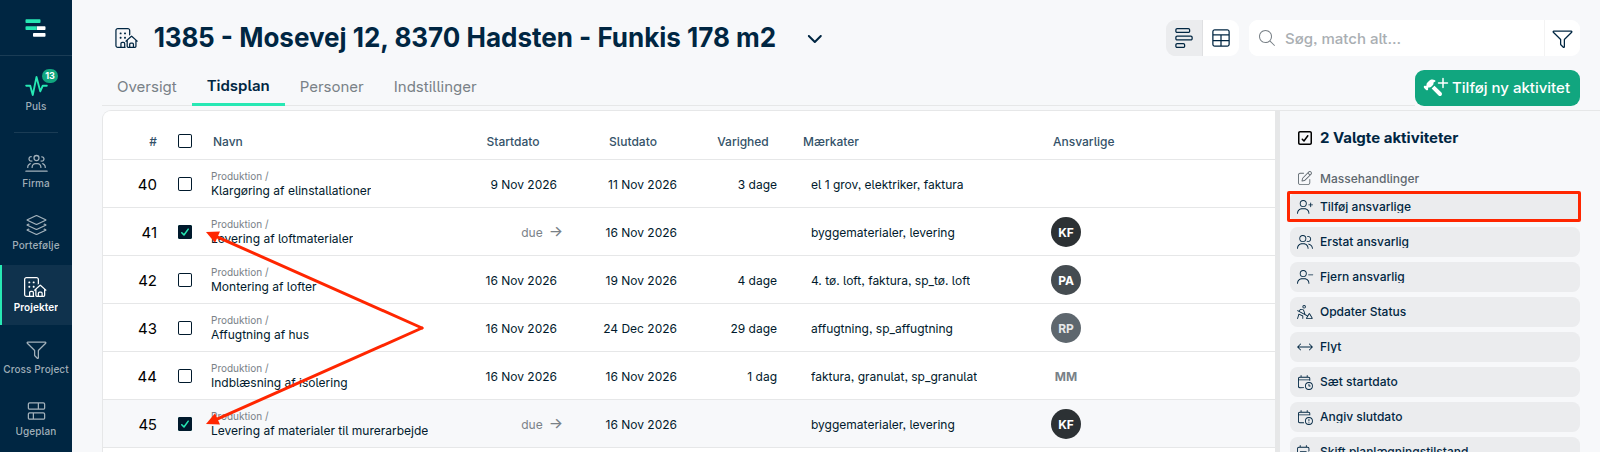 1385 - Mosevej 12, 8370 Hadsten - Funkis 178 m2
Søg, match alt...
13
Puls
Oversigt Tidsplan Personer Indstillinger
Tilføj ny aktivitet
Firma
Portefølje
Projekter
Cross Project
Ugeplan
# Navn Startdato Slutdato Varighed Mærkater Ansvarlige
Produktion /
40 Klargøring af elinstallationer 9 Nov 2026 11 Nov 2026 3 dage el 1 grov, elektriker, faktura
Produktion /
41 Levering af loftmaterialer due → 16 Nov 2026 byggematerialer, levering KF
Produktion /
42 Montering af lofter 16 Nov 2026 19 Nov 2026 4 dage 4. tø. loft, faktura, sp_tø. loft PA
Produktion /
43 Affugtning af hus 16 Nov 2026 24 Dec 2026 29 dage affugtning, sp_affugtning RP
Produktion /
44 Indblæsning af isolering 16 Nov 2026 16 Nov 2026 1 dag faktura, granulat, sp_granulat MM
Produktion /
45 Levering af materialer til murerarbejde due → 16 Nov 2026 byggematerialer, levering KF
2 Valgte aktiviteter
Massehandlinger
Tilføj ansvarlige
Erstat ansvarlig
Fjern ansvarlig
Opdater Status
Flyt
Sæt startdato
Angiv slutdato
Skift planlægningstilstand